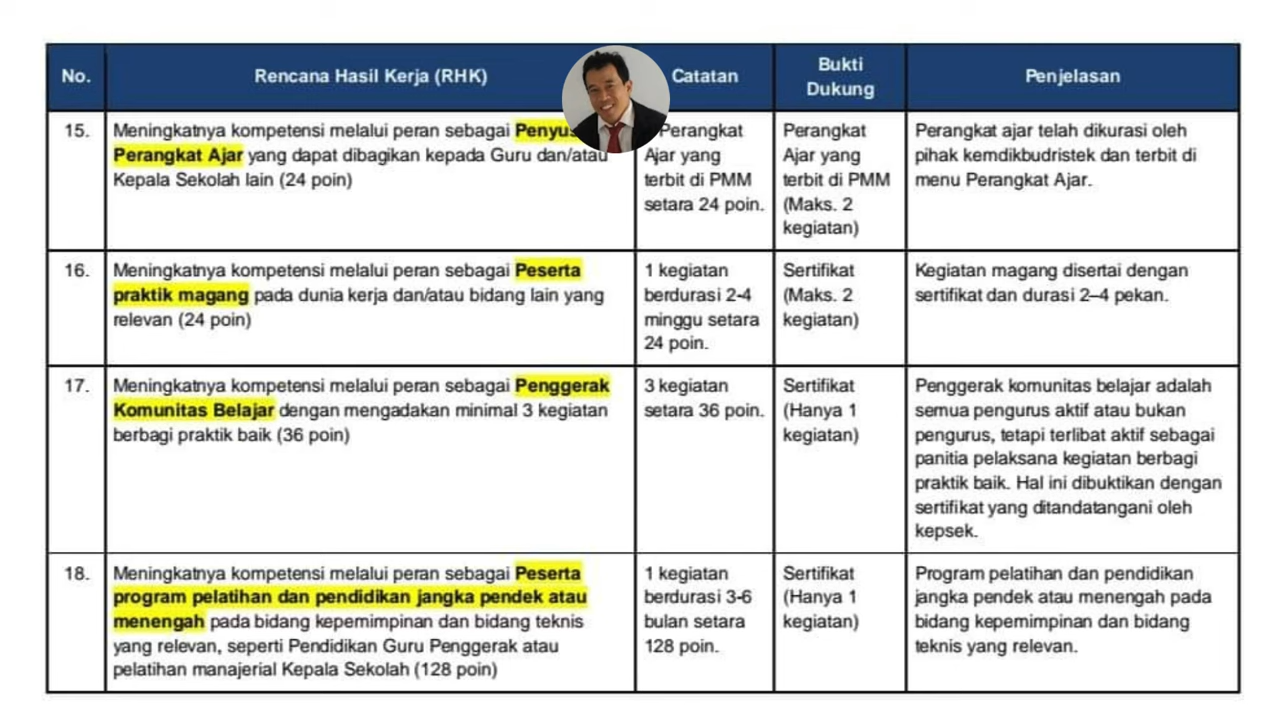 No.
Rencana Hasil Kerja (RHK)
Catatan
Bukti
Dukung
Penjelasan
15.
Meningkatnya kompetensi melalui peran sebagai
Perangkat Ajar yang dapat dibagikan kepada Guru dan/atau
Kepala Sekolah lain (24 poin)
Perangkat
Ajar yang
terbit di PMM
setara 24 poin.
Perangkat
Ajar yang
terbit di PMM
(Maks. 2
kegiatan)
Perangkat ajar telah dikurasi oleh
pihak kemdikbudristek dan terbit di
menu Perangkat Ajar.
16.
Meningkatnya kompetensi melalui peran sebagai Peserta
praktik magang pada dunia kerja dan/atau bidang lain yang
relevan (24 poin)
1 kegiatan
berdurasi 2-4
minggu setara
24 poin.
Sertifikat
(Maks. 2
kegiatan)
Kegiatan magang disertai dengan
sertifikat dan durasi 2–4 pekan.
17.
Meningkatnya kompetensi melalui peran sebagai Penggerak
Komunitas Belajar dengan mengadakan minimal 3 kegiatan
berbagi praktik baik (36 poin)
3 kegiatan
setara 36 poin.
Sertifikat
(Hanya 1
kegiatan)
Penggerak komunitas belajar adalah
semua pengurus aktif atau bukan
pengurus, tetapi terlibat aktif sebagai
panitia pelaksana kegiatan berbagi
praktik baik. Hal ini dibuktikan dengan
sertifikat yang ditandatangani oleh
kepsek.
18.
Meningkatnya kompetensi melalui peran sebagai Peserta
program pelatihan dan pendidikan jangka pendek atau
menengah pada bidang kepemimpinan dan bidang teknis
yang relevan, seperti Pendidikan Guru Penggerak atau
pelatihan manajerial Kepala Sekolah (128 poin)
1 kegiatan
berdurasi 3-6
bulan setara
128 poin.
Sertifikat
(Hanya 1
kegiatan)
Program pelatihan dan pendidikan
jangka pendek atau menengah pada
bidang kepemimpinan dan bidang
teknis yang relevan.